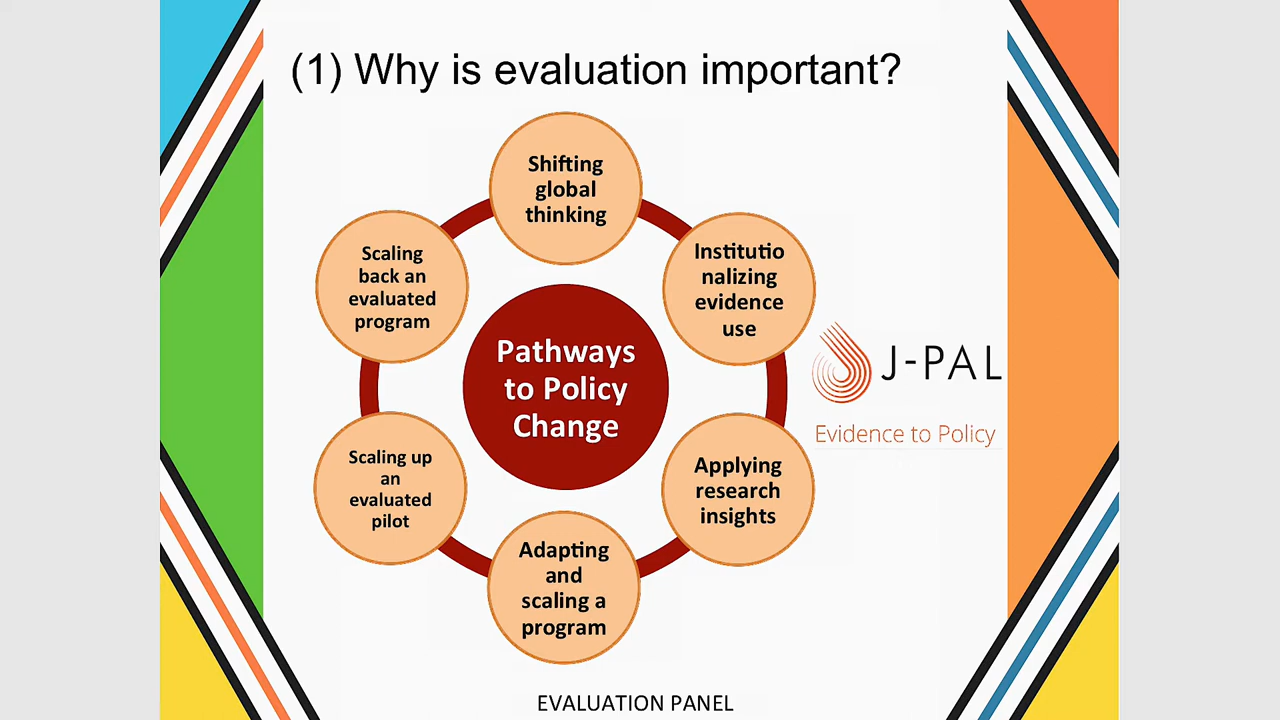 (1) Why is evaluation important?
Shifting
global
thinking
Institutio
nalizing
evidence
use
Applying
research
insights
Adapting
and
scaling a
program
Scaling up
an
evaluated
pilot
Scaling
back an
evaluated
program
Pathways
to Policy
Change
J-PAL
Evidence to Policy
EVALUATION PANEL